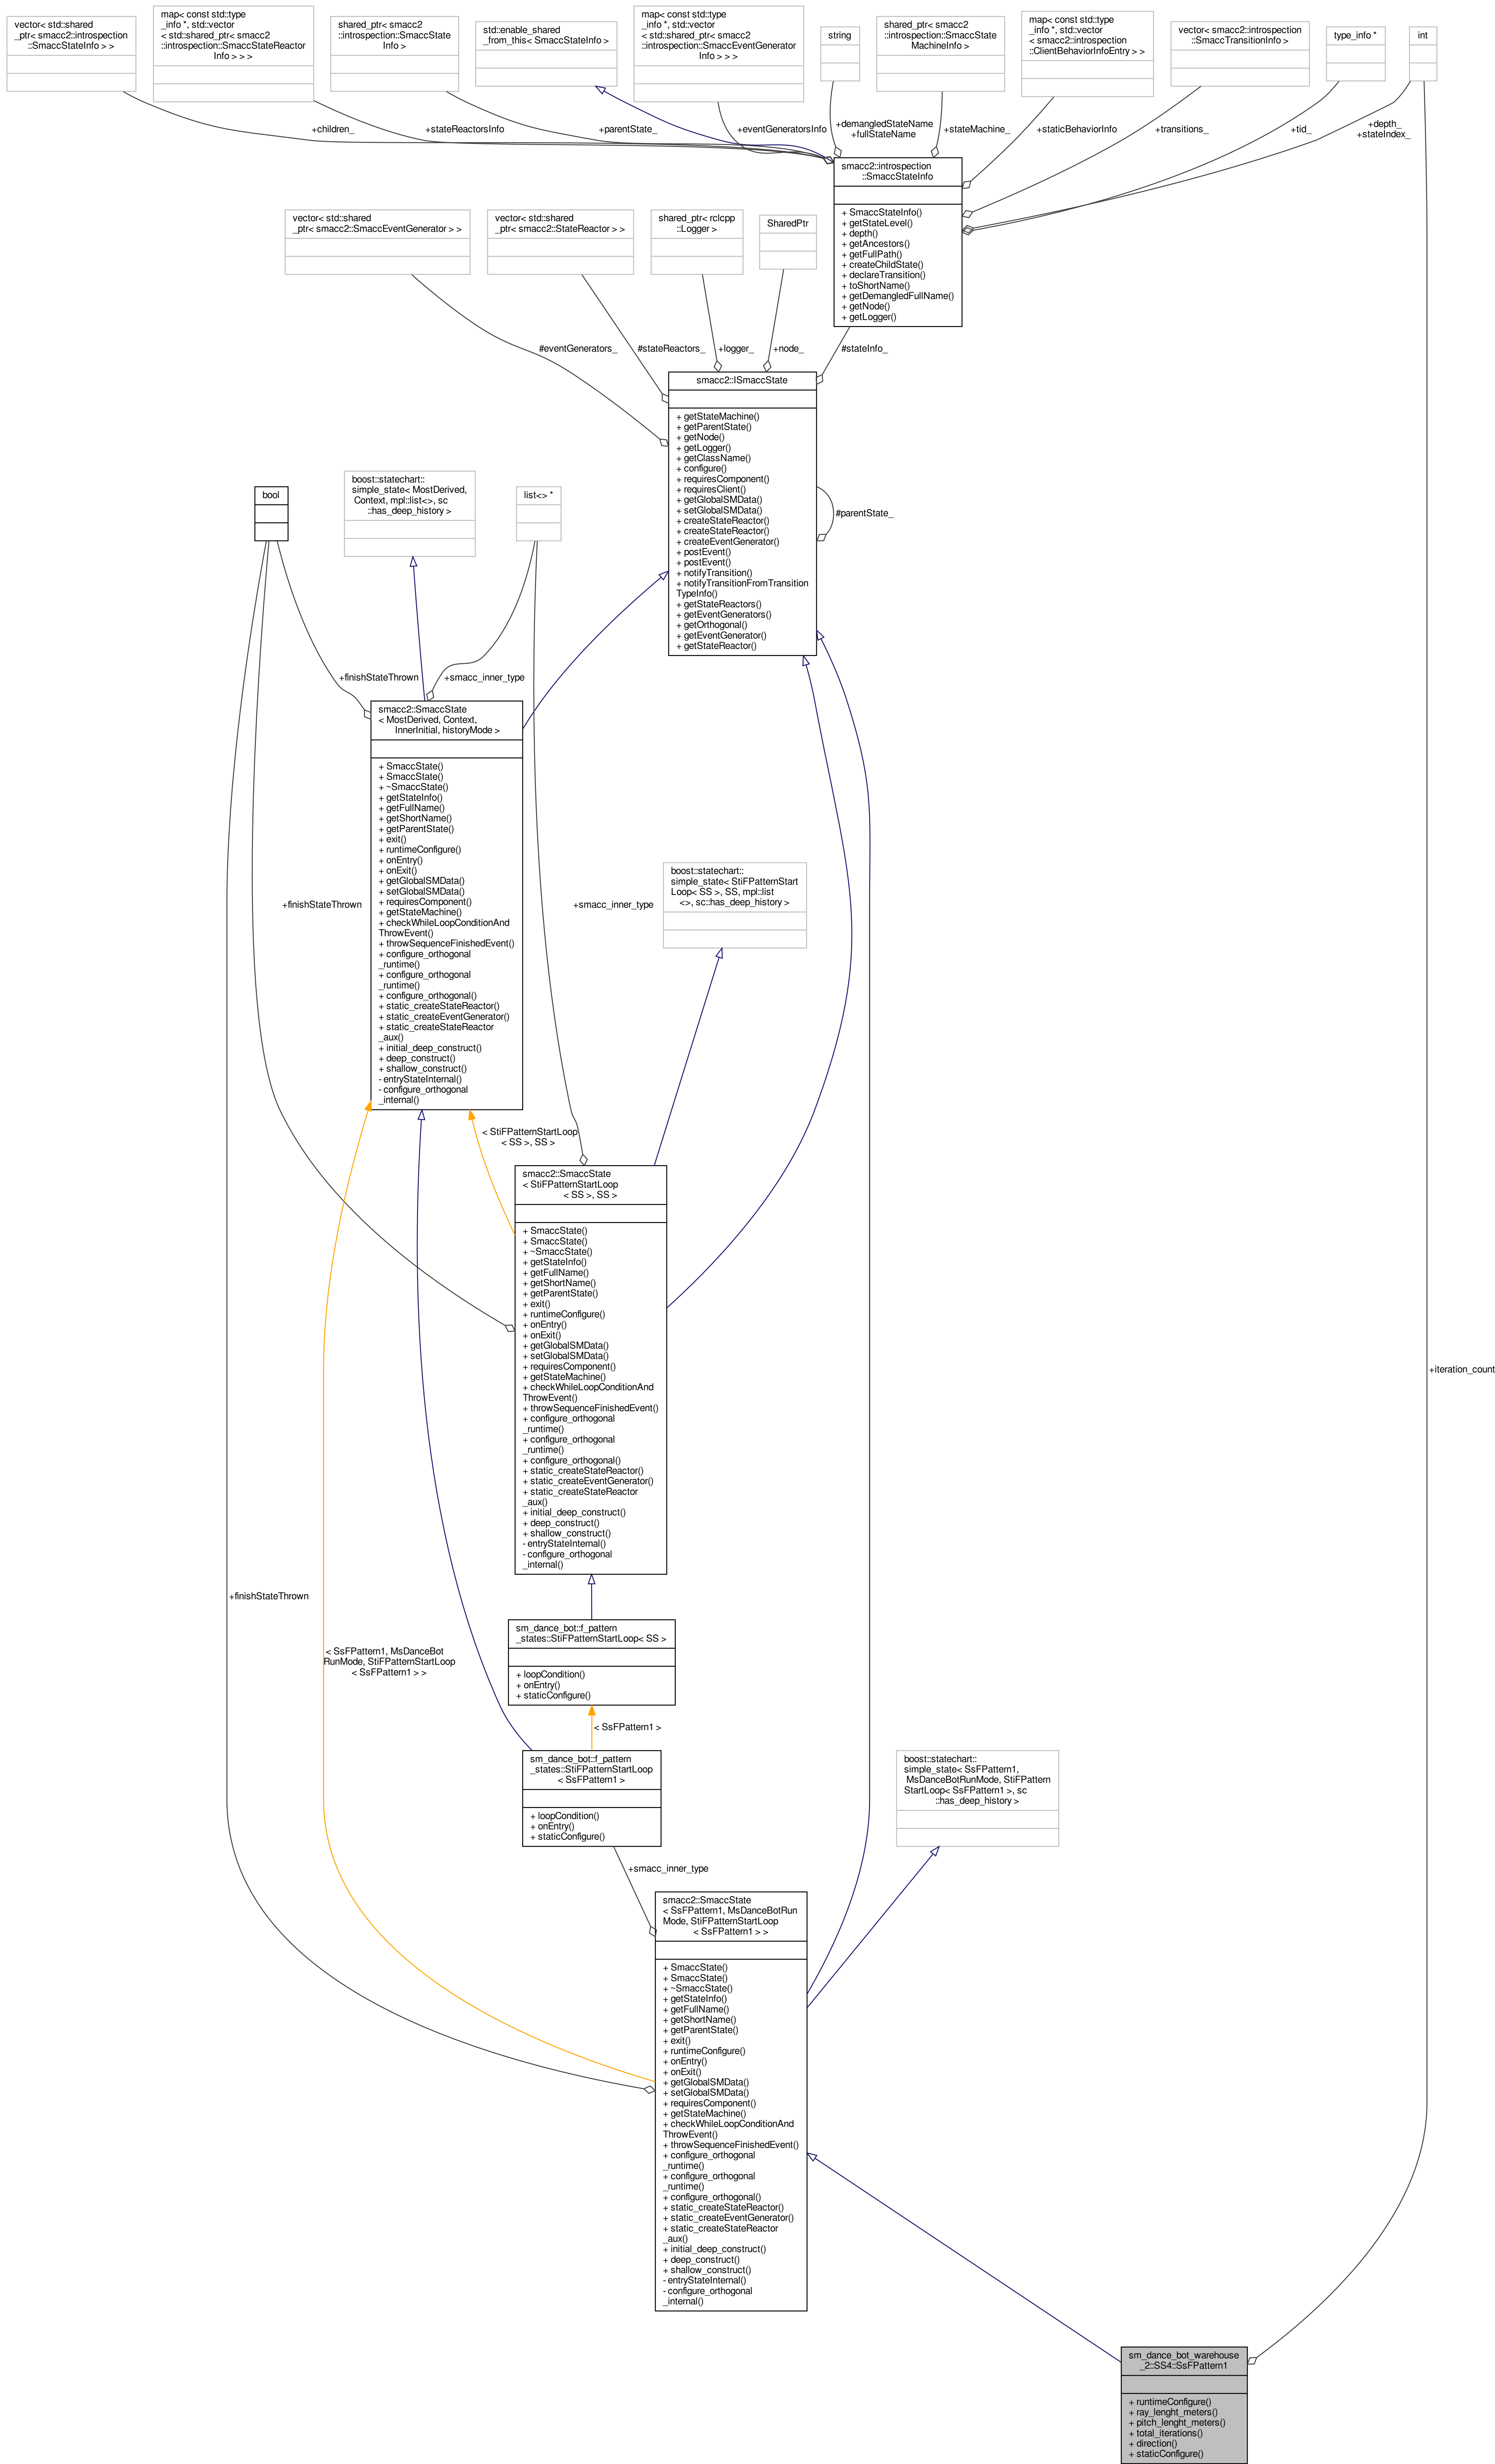 vector< std::shared
_ptr< smacc2::introspection
::SmaccStateInfo > >
map< const std::type
_info *, std::vector
< std::shared_ptr< smacc2
::introspection::SmaccStateReactor
Info > > >
shared_ptr< smacc2
::introspection::SmaccState
Info >
std::enable_shared
_from_this< SmaccStateInfo >
map< const std::type
_info *, std::vector
< std::shared_ptr< smacc2
::introspection::SmaccEventGenerator
Info > > >
string
shared_ptr< smacc2
::introspection::SmaccState
MachineInfo >
map< const std::type
_info *, std::vector
< smacc2::introspection
::ClientBehaviorInfoEntry > >
vector< smacc2::introspection
::SmaccTransitionInfo >
type_info *
int
+children_
+stateReactorsInfo
+parentState_
+eventGeneratorsInfo
+demangledStateName
+fullStateName
+stateMachine_
+staticBehaviorInfo
+transitions_
+tid_
+depth_
+stateIndex_
smacc2::introspection
::SmaccStateInfo
+ SmaccStateInfo()
+ getStateLevel()
+ depth()
+ getAncestors()
+ getFullPath()
+ createChildState()
+ declareTransition()
+ toShortName()
+ getDemangledFullName()
+ getNode()
+ getLogger()
vector< std::shared
_ptr< smacc2::SmaccEventGenerator > >
vector< std::shared
_ptr< smacc2::StateReactor > >
shared_ptr< rclcpp
::Logger >
SharedPtr
#eventGenerators_
#stateReactors_
+logger_
+node_
#stateInfo_
smacc2::ISmaccState
+ getStateMachine()
+ getParentState()
+ getNode()
+ getLogger()
+ getClassName()
+ configure()
+ requiresComponent()
+ requiresClient()
+ getGlobalSMData()
+ setGlobalSMData()
+ createStateReactor()
+ createStateReactor()
+ createEventGenerator()
+ postEvent()
+ postEvent()
+ notifyTransition()
+ notifyTransitionFromTransition
TypeInfo()
+ getStateReactors()
+ getEventGenerators()
+ getOrthogonal()
+ getEventGenerator()
+ getStateReactor()
#parentState_
bool
boost::statechart::
simple_state< MostDerived,
Context, mpl::list<>, sc
::has_deep_history >
list<> *
+finishStateThrown
+smacc_inner_type
smacc2::SmaccState
< MostDerived, Context,
InnerInitial, historyMode >
+ SmaccState()
+ SmaccState()
+ ~SmaccState()
+ getStateInfo()
+ getFullName()
+ getShortName()
+ getParentState()
+ exit()
+ runtimeConfigure()
+ onEntry()
+ onExit()
+ getGlobalSMData()
+ setGlobalSMData()
+ requiresComponent()
+ getStateMachine()
+ checkWhileLoopConditionAnd
ThrowEvent()
+ throwSequenceFinishedEvent()
+ configure_orthogonal
_runtime()
+ configure_orthogonal
_runtime()
+ configure_orthogonal()
+ static_createStateReactor()
+ static_createEventGenerator()
+ static_createStateReactor
_aux()
+ initial_deep_construct()
+ deep_construct()
+ shallow_construct()
- entryStateInternal()
- configure_orthogonal
_internal()
+finishStateThrown
+smacc_inner_type
boost::statechart::
simple_state< StiFPatternStart
Loop< SS >, SS, mpl::list
<>, sc::has_deep_history >
< StiFPatternStartLoop
< SS >, SS >
smacc2::SmaccState
< StiFPatternStartLoop
< SS >, SS >
+ SmaccState()
+ SmaccState()
+ ~SmaccState()
+ getStateInfo()
+ getFullName()
+ getShortName()
+ getParentState()
+ exit()
+ runtimeConfigure()
+ onEntry()
+ onExit()
+ getGlobalSMData()
+ setGlobalSMData()
+ requiresComponent()
+ getStateMachine()
+ checkWhileLoopConditionAnd
ThrowEvent()
+ throwSequenceFinishedEvent()
+ configure_orthogonal
_runtime()
+ configure_orthogonal
_runtime()
+ configure_orthogonal()
+ static_createStateReactor()
+ static_createEventGenerator()
+ static_createStateReactor
_aux()
+ initial_deep_construct()
+ deep_construct()
+ shallow_construct()
- entryStateInternal()
- configure_orthogonal
_internal()
+iteration_count
+finishStateThrown
< SsFPattern1, MsDanceBot
RunMode, StiFPatternStartLoop
< SsFPattern1 > >
sm_dance_bot::f_pattern
_states::StiFPatternStartLoop< SS >
+ loopCondition()
+ onEntry()
+ staticConfigure()
< SsFPattern1 >
sm_dance_bot::f_pattern
_states::StiFPatternStartLoop
< SsFPattern1 >
+ loopCondition()
+ onEntry()
+ staticConfigure()
boost::statechart::
simple_state< SsFPattern1,
MsDanceBotRunMode, StiFPattern
StartLoop< SsFPattern1 >, sc
::has_deep_history >
+smacc_inner_type
smacc2::SmaccState
< SsFPattern1, MsDanceBotRun
Mode, StiFPatternStartLoop
< SsFPattern1 > >
+ SmaccState()
+ SmaccState()
+ ~SmaccState()
+ getStateInfo()
+ getFullName()
+ getShortName()
+ getParentState()
+ exit()
+ runtimeConfigure()
+ onEntry()
+ onExit()
+ getGlobalSMData()
+ setGlobalSMData()
+ requiresComponent()
+ getStateMachine()
+ checkWhileLoopConditionAnd
ThrowEvent()
+ throwSequenceFinishedEvent()
+ configure_orthogonal
_runtime()
+ configure_orthogonal
_runtime()
+ configure_orthogonal()
+ static_createStateReactor()
+ static_createEventGenerator()
+ static_createStateReactor
_aux()
+ initial_deep_construct()
+ deep_construct()
+ shallow_construct()
- entryStateInternal()
- configure_orthogonal
_internal()
sm_dance_bot_warehouse
_2::SS4::SsFPattern1
+ runtimeConfigure()
+ ray_lenght_meters()
+ pitch_lenght_meters()
+ total_iterations()
+ direction()
+ staticConfigure()